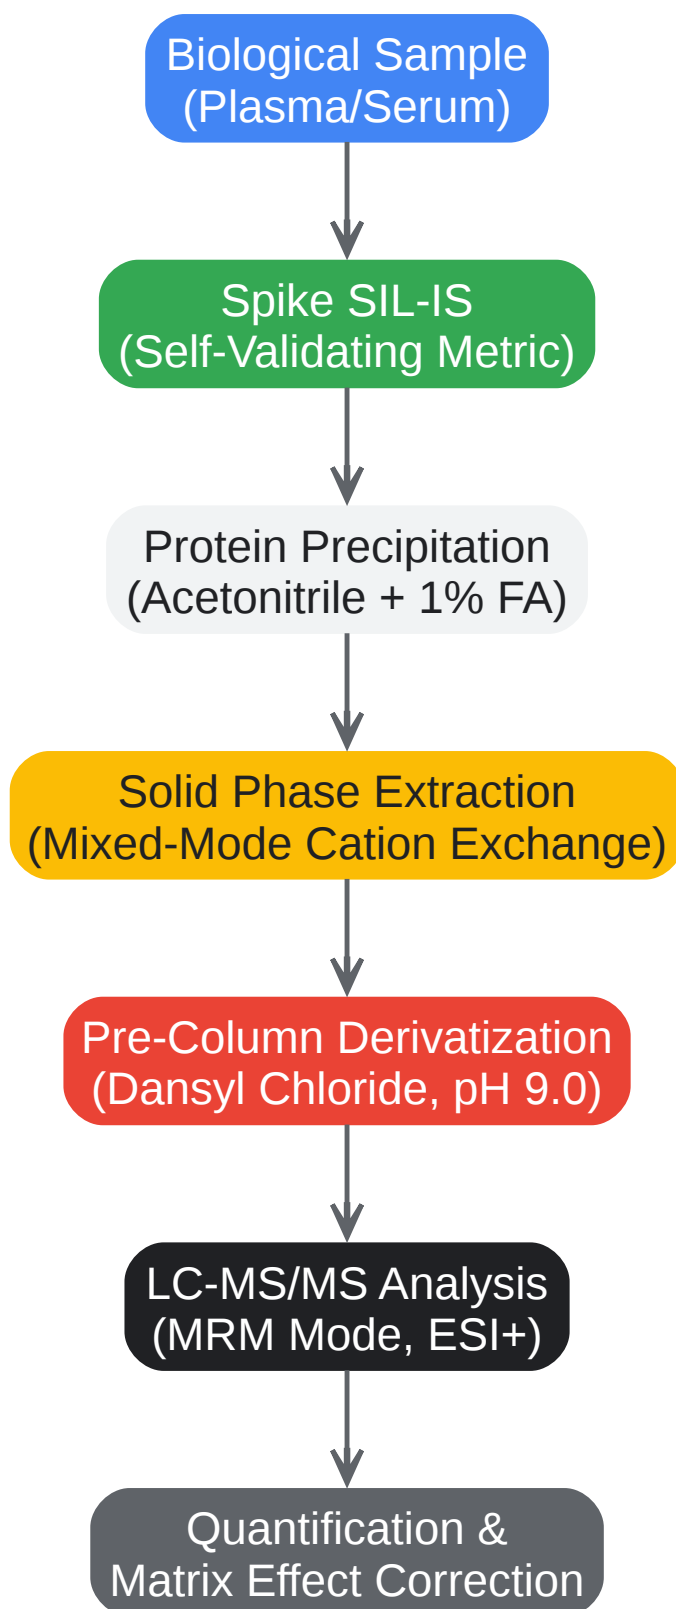 Biological Sample
(Plasma/Serum)
Spike SIL-IS
(Self-Validating Metric)
Protein Precipitation
(Acetonitrile + 1% FA)
Solid Phase Extraction
(Mixed-Mode Cation Exchange)
Pre-Column Derivatization
(Dansyl Chloride, pH 9.0)
LC-MS/MS Analysis
(MRM Mode, ESI+)
Quantification &
Matrix Effect Correction